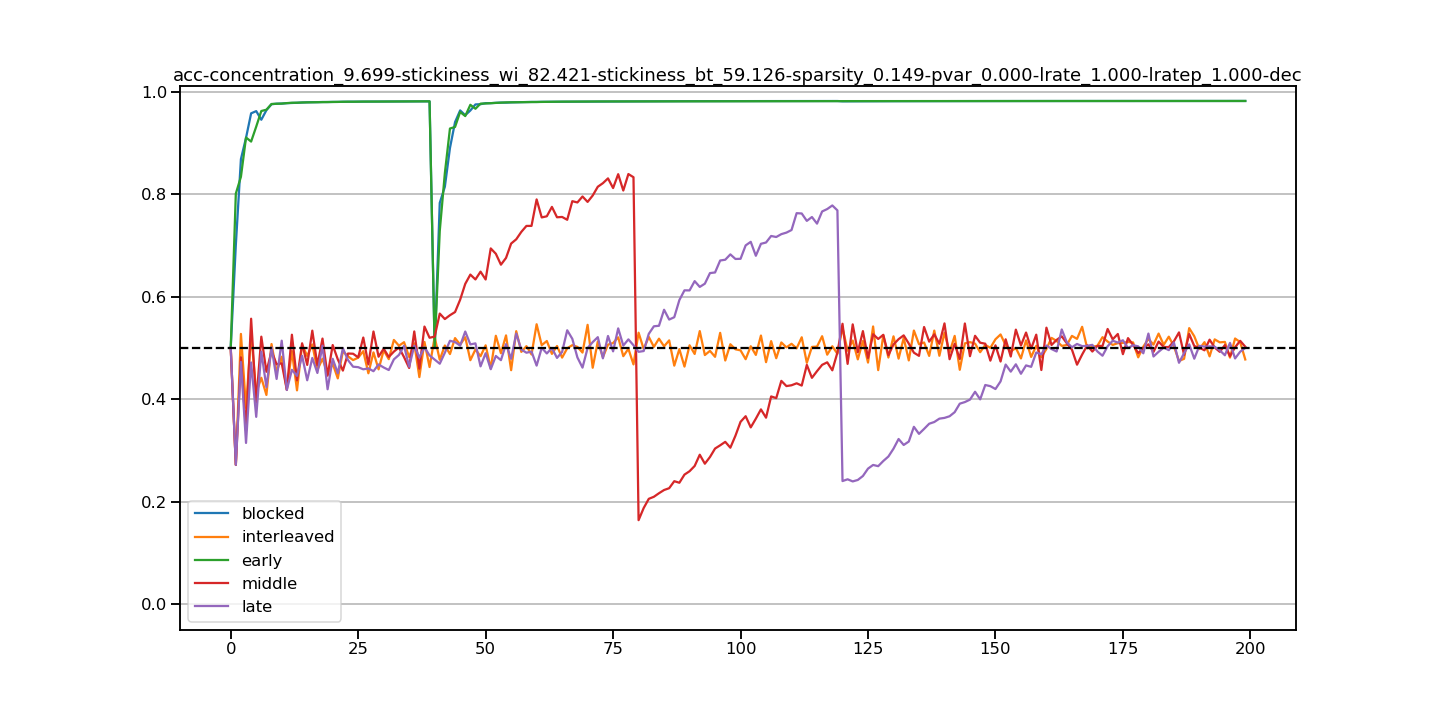 acc-concentration_9.699-stickiness_wi_82.421-stickiness_bt_59.126-sparsity_0.149-pvar_0.000-lrate_1.000-lratep_1.000-dec
1.0
0.8
0.6
0.5
0.4
0.2
0.0
blocked
interleaved
early
middle
late
0 25 50 75 100 125 150 175 200